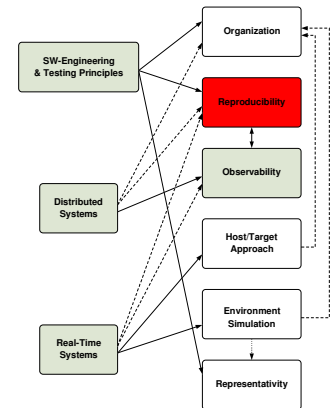 SW-Engineering
& Testing Principles
Distributed
Systems
Real-Time
Systems
Organization
Reproducibility
Observability
Host/Target
Approach
Environment
Simulation
Representativity